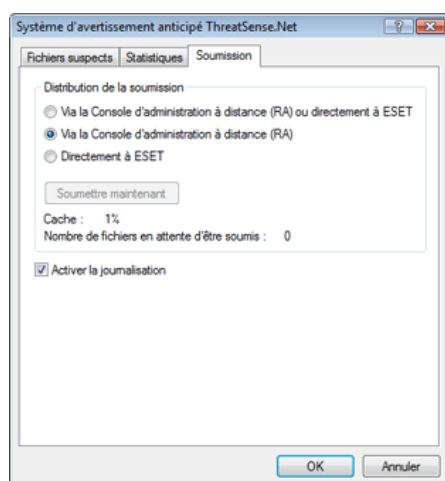 Système d'avertissement anticipé ThreatSense.Net
Fichiers suspects Statistiques Soumission
Distribution de la soumission
Via la Console d'administration à distance (RA) ou directement à ESET
Via la Console d'administration à distance (RA)
Directement à ESET
Soumettre maintenant
Cache : 1%
Nombre de fichiers en attente d'être soumis : 0
Activer la journalisation
OK Annuler